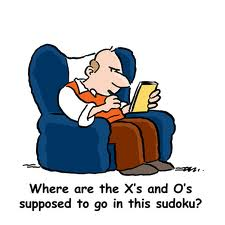 Where are the X's and O's
supposed to go in this sudoku?